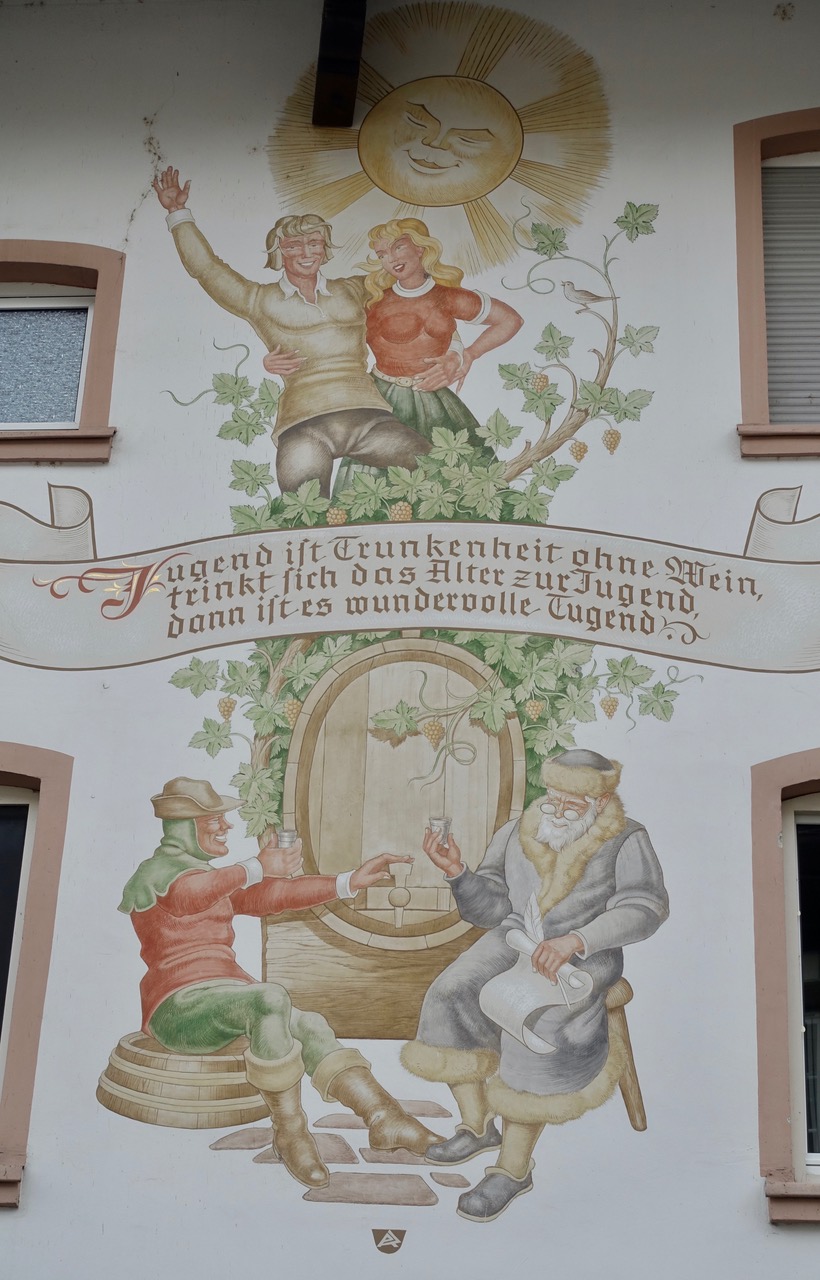 Jugend ist Trunkenheit ohne Wein,
trinkt sich das Alter zur Jugend,
dann ist es wundervolle Tugend.